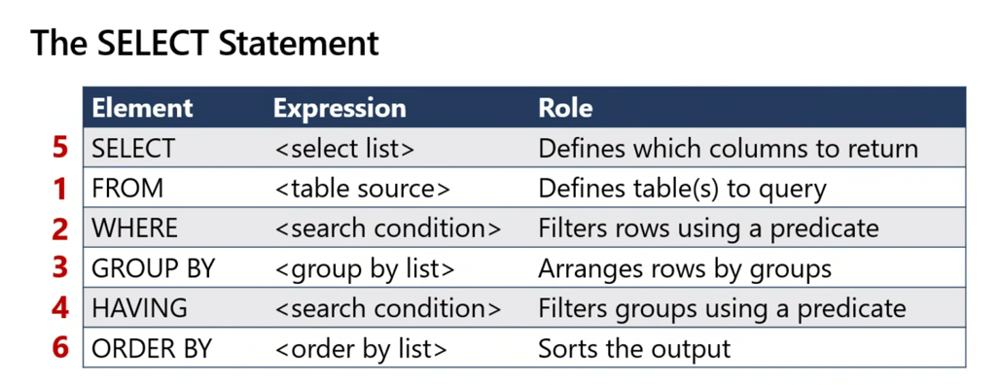 The SELECT Statement
Element Expression Role
5 SELECT <select list> Defines which columns to return
1 FROM <table source> Defines table(s) to query
2 WHERE <search condition> Filters rows using a predicate
3 GROUP BY <group by list> Arranges rows by groups
4 HAVING <search condition> Filters groups using a predicate
6 ORDER BY <order by list> Sorts the output